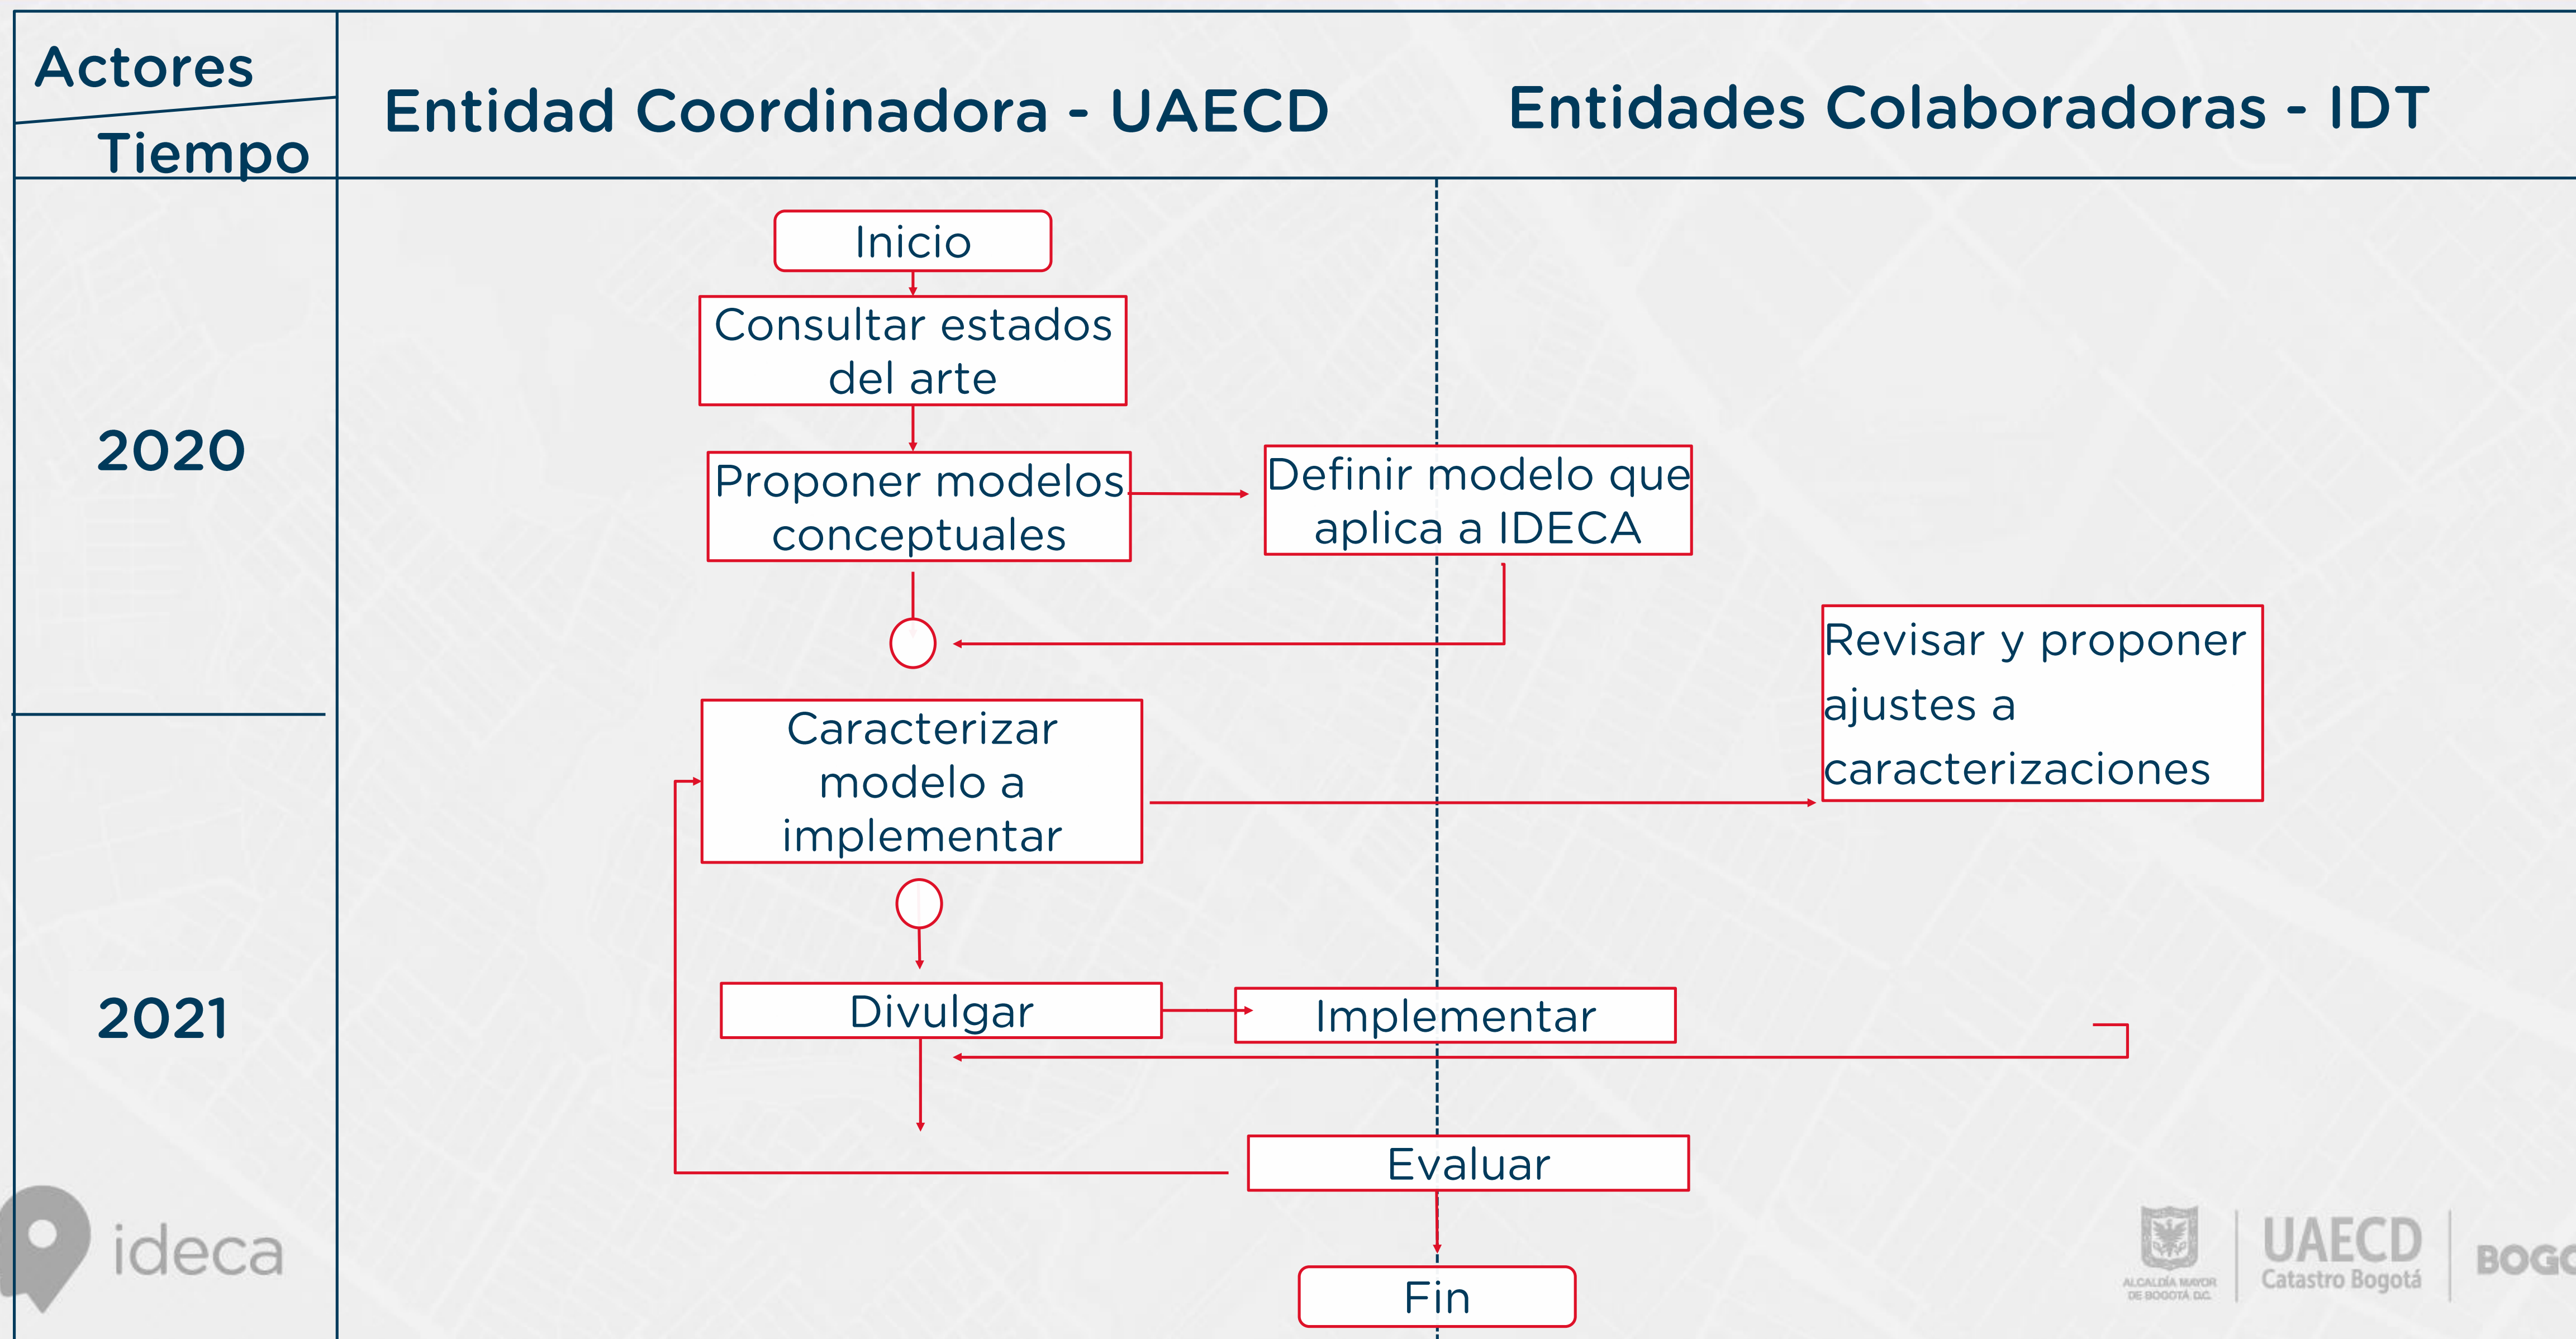 Actores
Tiempo
Entidad Coordinadora - UAECD
Entidades Colaboradoras - IDT
2020
Inicio
Consultar estados
del arte
Proponer modelos
conceptuales
Definir modelo que
aplica a IDECA
Revisar y proponer
ajustes a
caracterizaciones
Caracterizar
modelo a
implementar
2021
Divulgar
Implementar
Evaluar
Fin
ideca
ALCALDÍA MAYOR
DE BOGOTÁ D.C.
UAECD
Catastro Bogotá